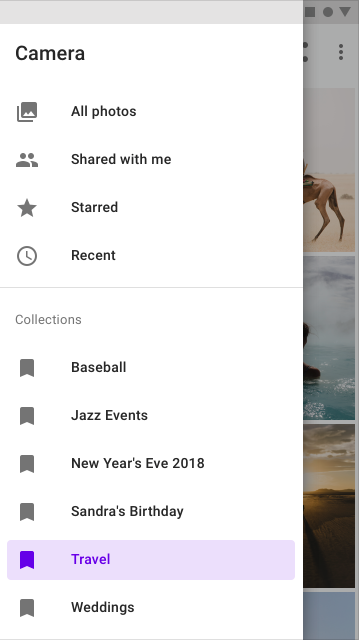 Camera
All photos
Shared with me
Starred
Recent
Collections
Baseball
Jazz Events
New Year's Eve 2018
Sandra's Birthday
Travel
Weddings